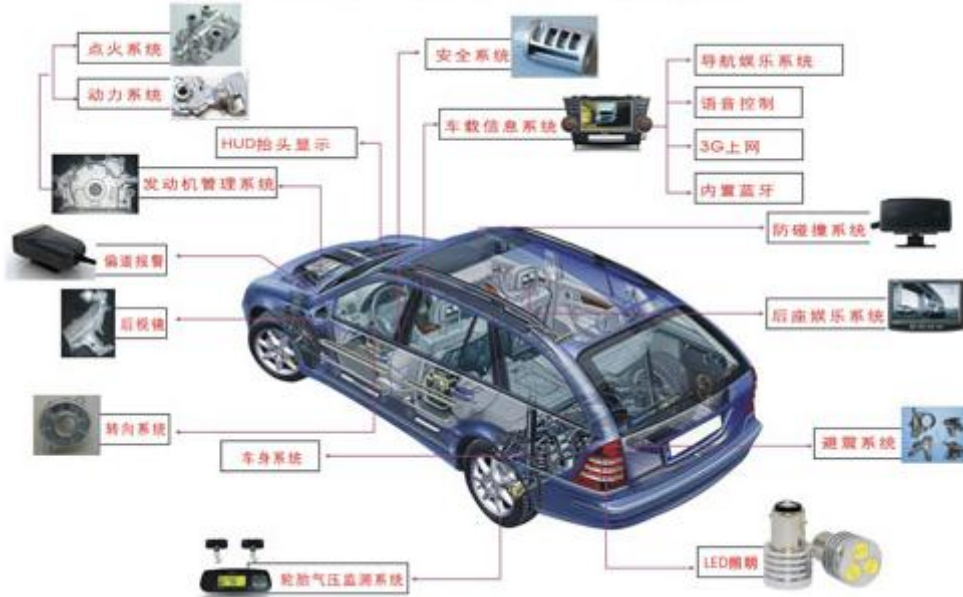 点火系统
安全系统
导航娱乐系统
动力系统
语音控制
车载信息系统
HUD抬头显示
3G上网
发动机管理系统
内置蓝牙
防碰撞系统
偏道报警
后视镜
后座娱乐系统
转向系统
避震系统
车身系统
LED照明
轮胎气压监测系统